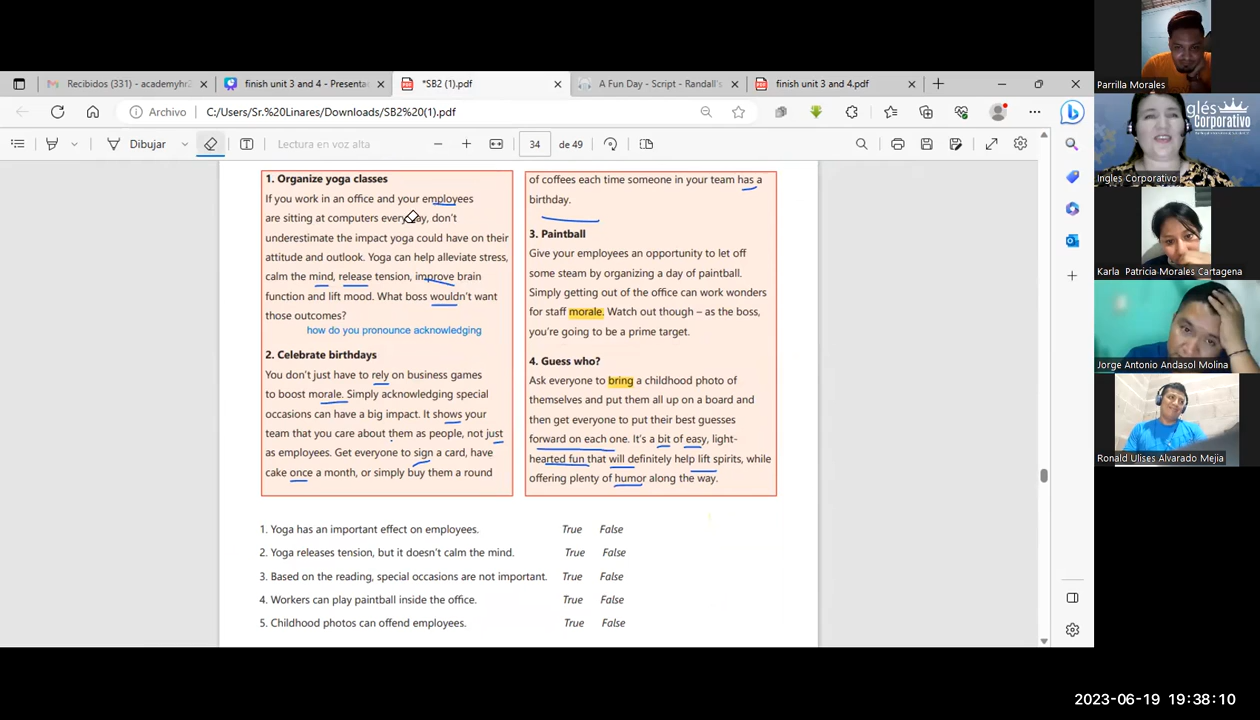 Recibidos (331) - academyhr2
finish unit 3 and 4 - Presenta
*SB2 (1).pdf
A Fun Day - Script - Randall's
finish unit 3 and 4.pdf
Archivo
C:/Users/Sr.%20Linares/Downloads/SB2%20(1).pdf
Dibujar
Lectura en voz alta
34
de 49
1. Organize yoga classes
If you work in an office and your employees
are sitting at computers everyday, don't
underestimate the impact yoga could have on their
attitude and outlook. Yoga can help alleviate stress,
calm the mind, release tension, improve brain
function and lift mood. What boss wouldn't want
those outcomes?
how do you pronounce acknowledging
2. Celebrate birthdays
You don't just have to rely on business games
to boost morale. Simply acknowledging special
occasions can have a big impact. It shows your
team that you care about them as people, not just
as employees. Get everyone to sign a card, have
cake once a month, or simply buy them a round
of coffees each time someone in your team has a
birthday.
3. Paintball
Give your employees an opportunity to let off
some steam by organizing a day of paintball.
Simply getting out of the office can work wonders
for staff morale. Watch out though – as the boss,
you're going to be a prime target.
4. Guess who?
Ask everyone to bring a childhood photo of
themselves and put them all up on a board and
then get everyone to put their best guesses
forward on each one. It's a bit of easy, light-
hearted fun that will definitely help lift spirits, while
offering plenty of humor along the way.
1. Yoga has an important effect on employees. True False
2. Yoga releases tension, but it doesn't calm the mind. True False
3. Based on the reading, special occasions are not important. True False
4. Workers can play paintball inside the office. True False
5. Childhood photos can offend employees. True False
Parrilla Morales
glés
Corporativo
Ingles Corporativo
Karla Patricia Morales Cartagena
Jorge Antonio Andasol Molina
Ronald Ulises Alvarado Mejia
2023-06-19 19:38:10